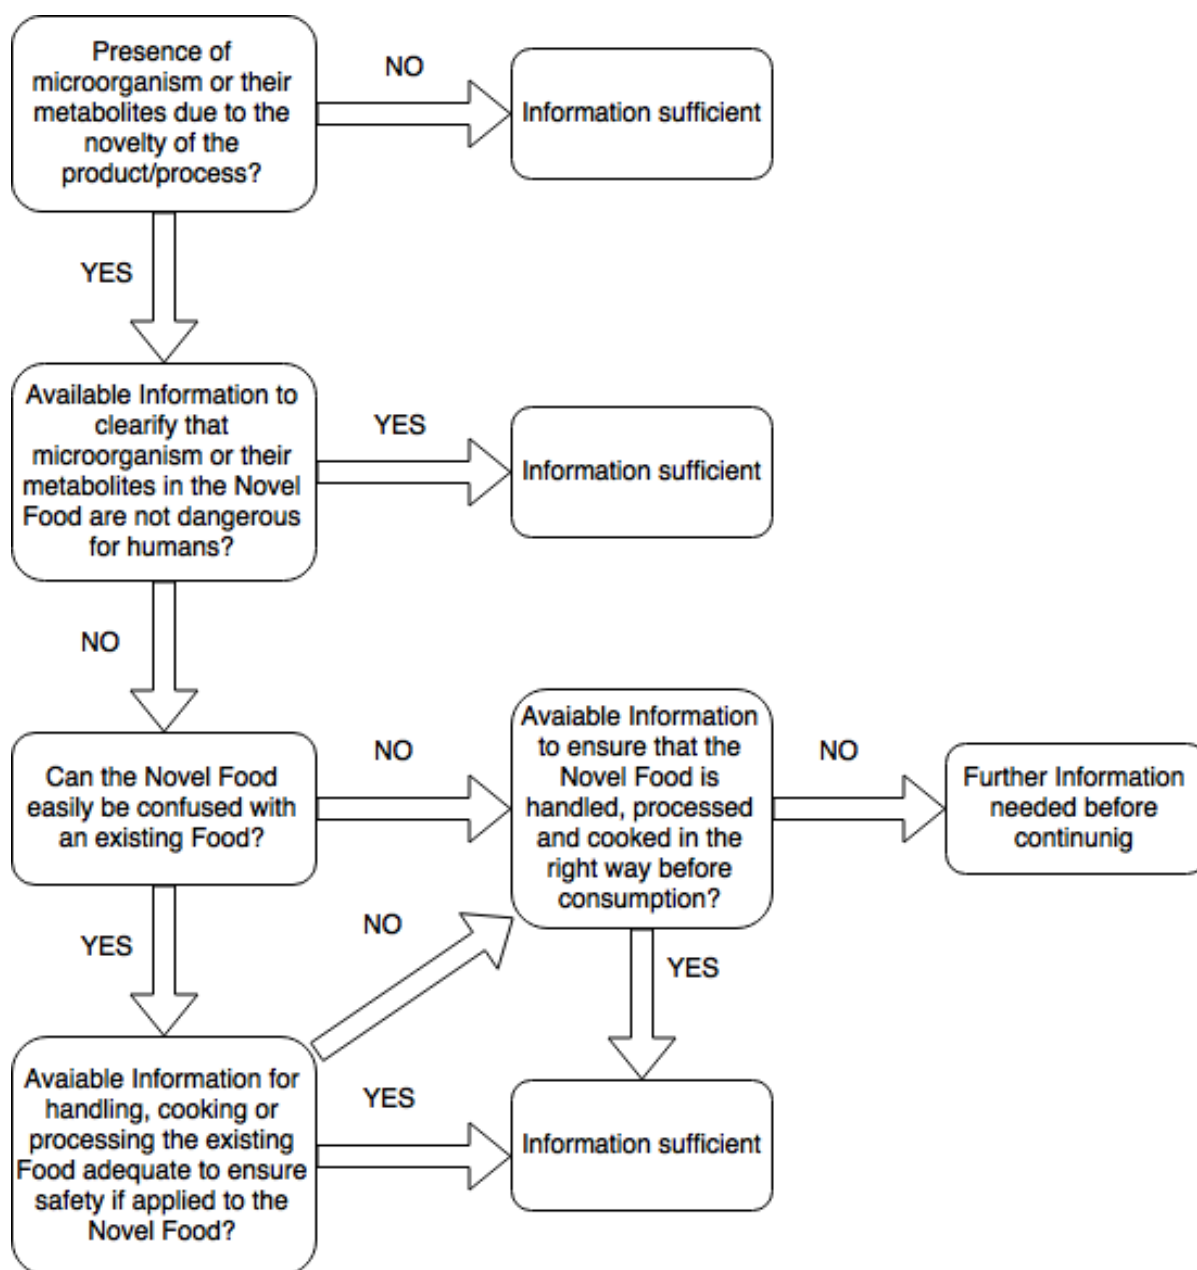 Presence of
microorganism or their
metabolites due to the
novelty of the
product/process?
NO
Information sufficient
YES
Available Information to
clearify that
microorganism or their
metabolites in the Novel
Food are not dangerous
for humans?
YES
Information sufficient
NO
Can the Novel Food
easily be confused with
an existing Food?
NO
Avaiable Information
to ensure that the
Novel Food is
handled, processed
and cooked in the
right way before
consumption?
NO
Further Information
needed before
continunig
YES
NO
YES
Avaiable Information for
handling, cooking or
processing the existing
Food adequate to ensure
safety if applied to the
Novel Food?
YES
Information sufficient